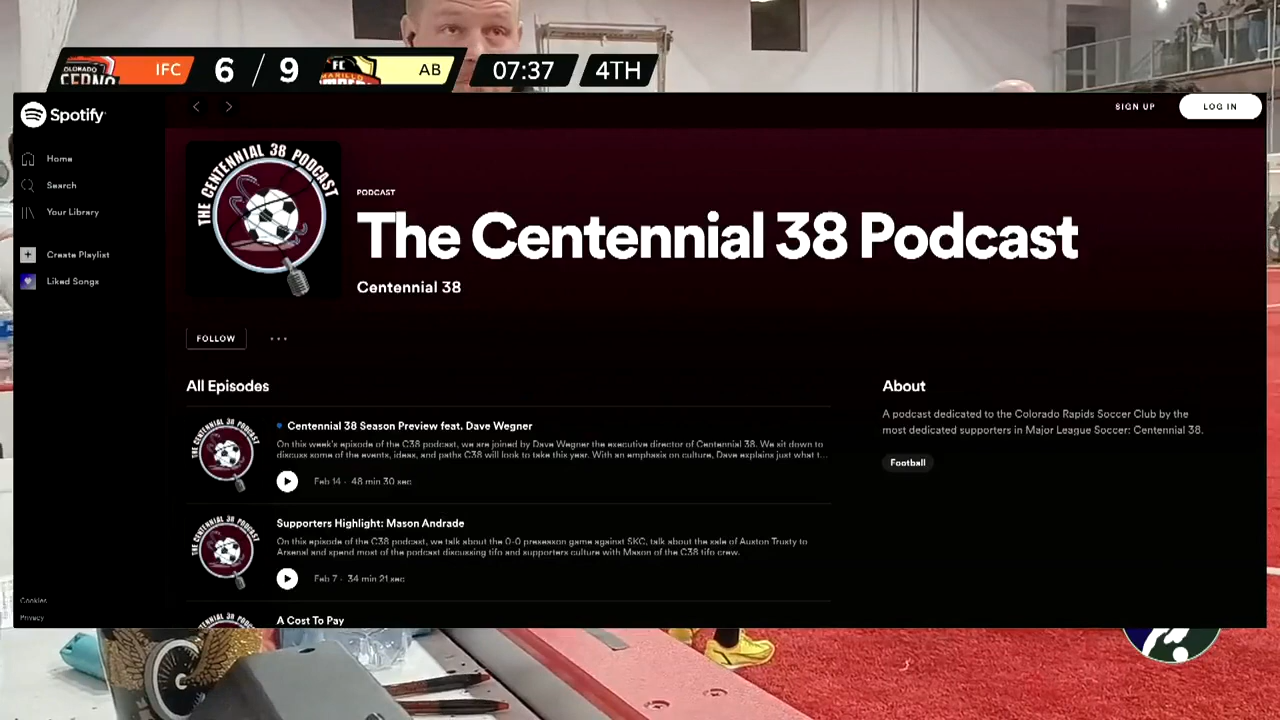 IFC 6 / 9 AB 07:37 4TH
FC
Spotify
SIGN UP LOG IN
Home
Search
Your Library
Create Playlist
Liked Songs
Cookies
Privacy
THE CENTENNIAL 38 PODCAST
PODCAST
The Centennial 38 Podcast
Centennial 38
FOLLOW
All Episodes
THE CENTENNIAL 38 PODCAST
Centennial 38 Season Preview feat. Dave Wegner
On this week's episode of the C38 podcast, we are joined by Dave Wegner the executive director of Centennial 38. We sit down to
discuss some of the events, ideas, and paths C38 will look to take this year. With an emphasis on culture, Dave explains just what t...
Feb 14 · 48 min 30 sec
THE CENTENNIAL 38 PODCAST
Supporters Highlight: Mason Andrade
On this episode of the C38 podcast, we talk about the 0-0 preseason game against SKC, talk about the sale of Auston Trusty to
Arsenal and spend most of the podcast discussing tifo and supporters culture with Mason of the C38 tifo crew.
Feb 7 · 34 min 21 sec
A Cost To Pay
About
A podcast dedicated to the Colorado Rapids Soccer Club by the
most dedicated supporters in Major League Soccer: Centennial 38.
Football